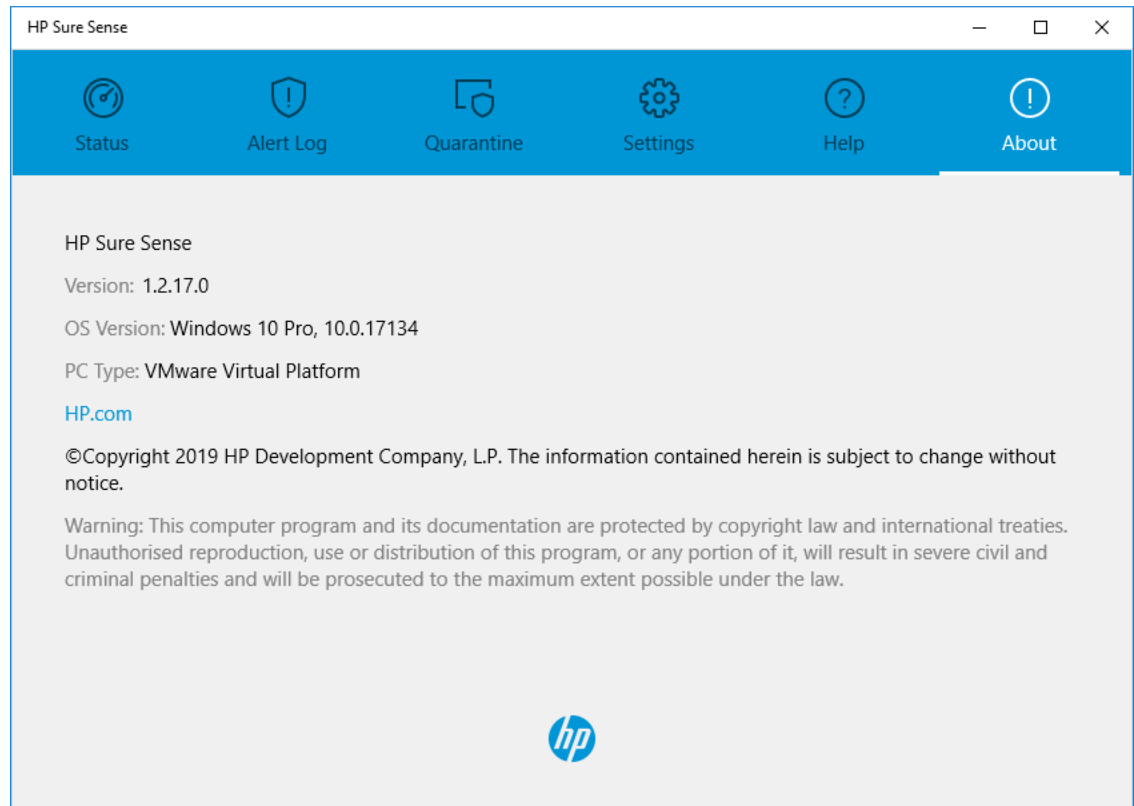 HP Sure Sense
Status
Alert Log
Quarantine
Settings
Help
About
HP Sure Sense
Version: 1.2.17.0
OS Version: Windows 10 Pro, 10.0.17134
PC Type: VMware Virtual Platform
HP.com
©Copyright 2019 HP Development Company, L.P. The information contained herein is subject to change without
notice.
Warning: This computer program and its documentation are protected by copyright law and international treaties.
Unauthorised reproduction, use or distribution of this program, or any portion of it, will result in severe civil and
criminal penalties and will be prosecuted to the maximum extent possible under the law.
hp